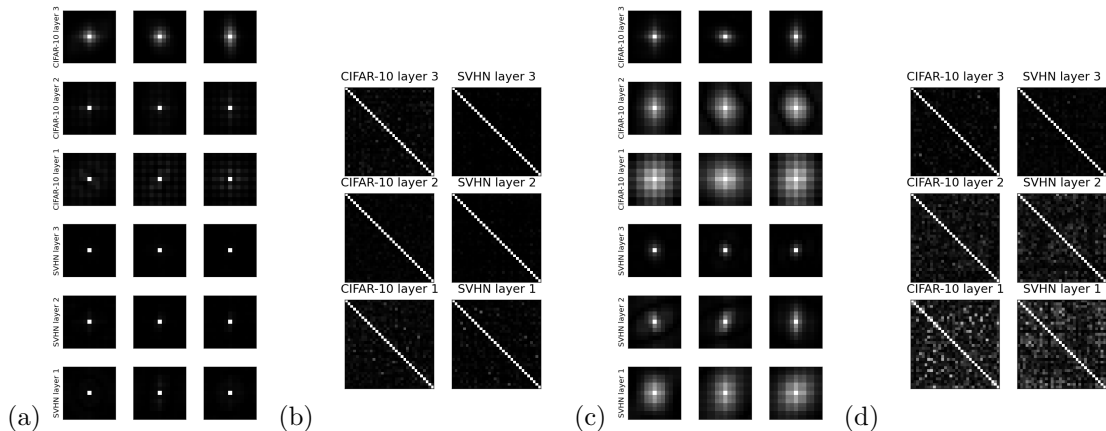 CIFAR-10 layer 3
CIFAR-10 layer 2
CIFAR-10 layer 1
SVHN layer 3
SVHN layer 2
SVHN layer 1
(a)
CIFAR-10 layer 3 SVHN layer 3
CIFAR-10 layer 2 SVHN layer 2
CIFAR-10 layer 1 SVHN layer 1
(b)
CIFAR-10 layer 3
CIFAR-10 layer 2
CIFAR-10 layer 1
SVHN layer 3
SVHN layer 2
SVHN layer 1
(c)
CIFAR-10 layer 3 SVHN layer 3
CIFAR-10 layer 2 SVHN layer 2
CIFAR-10 layer 1 SVHN layer 1
(d)